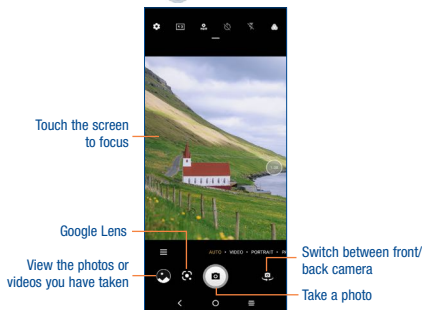 Touch the screen
to focus
Google Lens
AUTO • VIDEO • PORTRAIT •
View the photos or
videos you have taken
Switch between front/
back camera
Take a photo